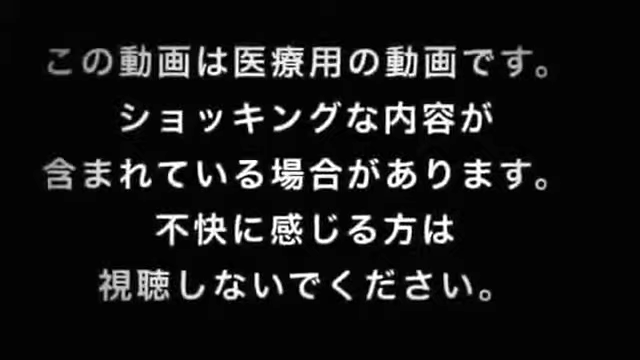 この動画は医療用の動画です。
ショッキングな内容が
含まれている場合があります。
不快に感じる方は
視聴しないでください。